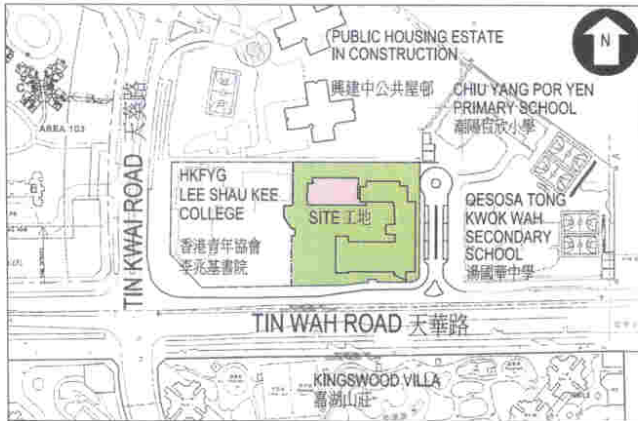 N
PUBLIC HOUSING ESTATE
IN CONSTRUCTION
興建中公共屋邨
CHIU YANG POR YEN
PRIMARY SCHOOL
潮陽百欣小學
AREA 103
HKFYG
LEE SHAU KEE
COLLEGE
香港青年協會
李兆基書院
SITE 工地
QESOSA TONG
KWOK WAH
SECONDARY
SCHOOL
湯國華中學
TIN KWAI ROAD 天葵路
TIN WAH ROAD 天華路
KINGSWOOD VILLA
嘉湖山莊